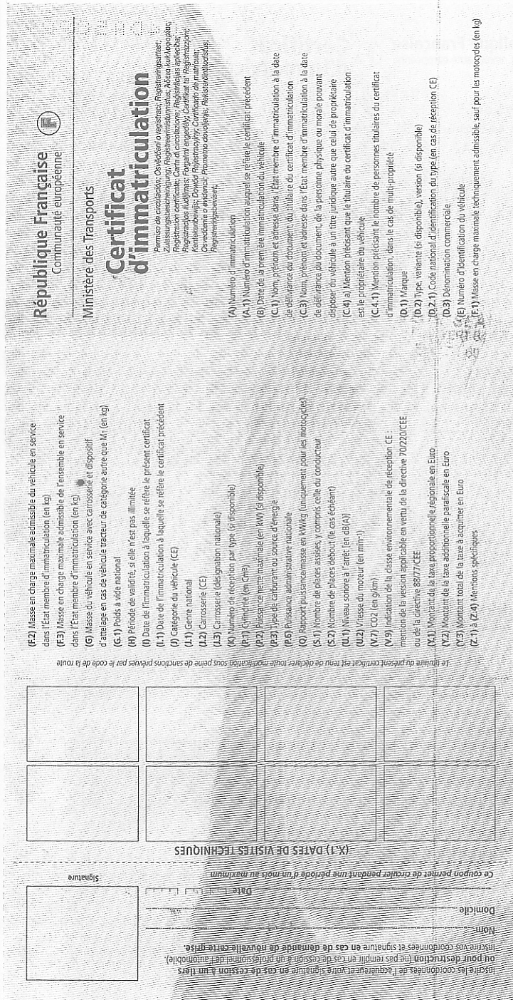 République Française
Communauté européenne
F
Ministère des Transports
Certificat
d'immatriculation
Permiso de circulación; Osvědčení o registraci; Registreringsattest;
Zulassungsbescheinigung; Registreerimistunnistus; Άδεια κυκλοφορίας;
Registration certificate; Carta di circolazione; Reģistrācijas apliecība;
Registracijos liudijimas; Forgalmi engedély; Ċertifikat ta' Reġistrazzjoni;
Kentekenbewijs; Dowód Rejestracyjny; Certificado de matrícula;
Osvedčenie o evidencii; Prometno dovoljenje; Rekisteröintitodistus;
Registreringsbeviset;
(A) Numéro d'immatriculation
(A.1) Numéro d'immatriculation auquel se réfère le certificat précédent
(B) Date de la première immatriculation du véhicule
(C.1) Nom, prénom et adresse dans l'État membre d'immatriculation à la date
de délivrance du document, du titulaire du certificat d'immatriculation
(C.3) Nom, prénom et adresse dans l'État membre d'immatriculation à la date
de délivrance du document, de la personne physique ou morale pouvant
disposer du véhicule à un titre juridique autre que celui de propriétaire
(C.4) a) Mention précisant que le titulaire du certificat d'immatriculation
est le propriétaire du véhicule
(C.4.1) Mention précisant le nombre de personnes titulaires du certificat
d'immatriculation, dans le cas de multi-propriété
(D.1) Marque
(D.2) Type, variante (si disponible), version (si disponible)
(D.2.1) Code national d'identification du type (en cas de réception CE)
(D.3) Dénomination commerciale
(E) Numéro d'identification du véhicule
(F.1) Masse en charge maximale techniquement admissible, sauf pour les motocycles (en kg)
(F.2) Masse en charge maximale admissible du véhicule en service
dans l'État membre d'immatriculation (en kg)
(F.3) Masse en charge maximale admissible de l'ensemble en service
dans l'État membre d'immatriculation (en kg)
(G) Masse du véhicule en service avec carrosserie et dispositif
d'attelage en cas de véhicule tracteur de catégorie autre que M1 (en kg)
(G.1) Poids à vide national
(H) Période de validité, si elle n'est pas illimitée
(I) Date de l'immatriculation à laquelle se réfère le présent certificat
(I.1) Date de l'immatriculation à laquelle se réfère le certificat précédent
(J) Catégorie du véhicule (CE)
(J.1) Genre national
(J.2) Carrosserie (CE)
(J.3) Carrosserie (désignation nationale)
(K) Numéro de réception par type (si disponible)
(P.1) Cylindrée (en Cm³)
(P.2) Puissance nette maximale (en kW) (si disponible)
(P.3) Type de carburant ou source d'énergie
(P.6) Puissance administrative nationale
(Q) Rapport puissance/masse en kW/kg (uniquement pour les motocycles)
(S.1) Nombre de places assises, y compris celle du conducteur
(S.2) Nombre de places debout (le cas échéant)
(U.1) Niveau sonore à l'arrêt [en dB(A)]
(U.2) Vitesse du moteur (en min-1)
(V.7) CO2 (en g/km)
(V.9) Indication de la classe environnementale de réception CE
mention de la version applicable en vertu de la directive 70/220/CEE
ou de la directive 88/77/CEE
(Y.1) Montant de la taxe proportionnelle régionale en Euro
(Y.2) Montant de la taxe additionnelle parafiscale en Euro
(Y.3) Montant total de la taxe à acquitter en Euro
(Z.1) à (Z.4) Mentions spécifiques
Le titulaire du présent certificat est tenu de déclarer toute modification sous peine de sanctions prévues par le code de la route
(X.1) DATES DE VISITES TECHNIQUES
Inscrire les coordonnées de l'acquéreur et votre signature en cas de cession à un tiers
ou pour destruction (ne pas remplir en cas de cession à un professionnel de l'automobile).
Inscrire vos coordonnées et signature en cas de demande de nouvelle carte grise.
Nom
Domicile
Date
Signature
Ce coupon permet de circuler pendant une période d'un mois au maximum